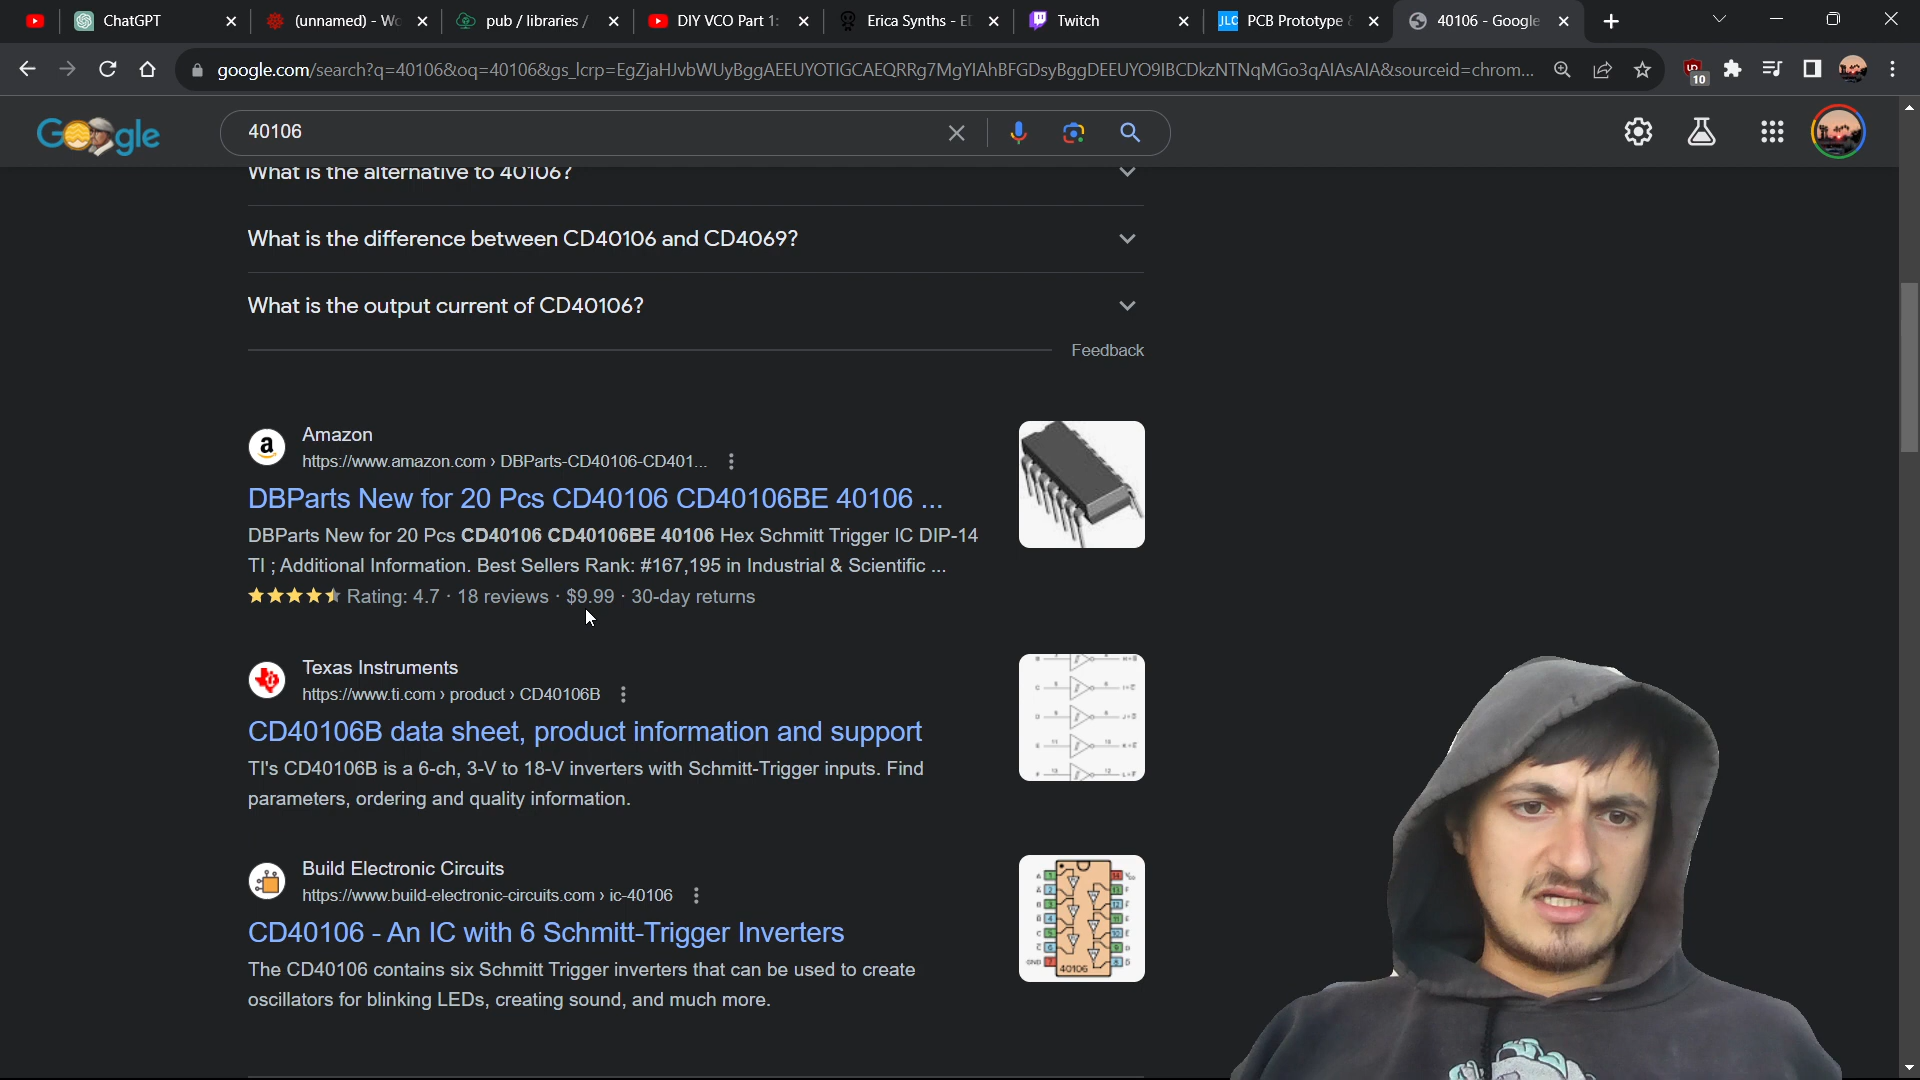 ChatGPT
(unnamed) - Wo
pub / libraries /
DIY VCO Part 1:
Erica Synths - E
Twitch
JLC
PCB Prototype &
40106 - Google
google.com/search?q=40106&oq=40106&gs_lcrp=EgZjaHJvbWUyBggAEEUYOTIGCAEQRRg7MgYIAhBFGDsyBggDEEUYO9IBCDkzNTNqMGo3qAIAsAIA&sourceid=chrom...
10
Google
40106
What is the alternative to 40106?
What is the difference between CD40106 and CD4069?
What is the output current of CD40106?
Feedback
a
Amazon
https://www.amazon.com › DBParts-CD40106-CD401...
DBParts New for 20 Pcs CD40106 CD40106BE 40106 ...
DBParts New for 20 Pcs CD40106 CD40106BE 40106 Hex Schmitt Trigger IC DIP-14
TI ; Additional Information. Best Sellers Rank: #167,195 in Industrial & Scientific ...
Rating: 4.7 · 18 reviews · $9.99 · 30-day returns
Texas Instruments
https://www.ti.com › product › CD40106B
CD40106B data sheet, product information and support
TI's CD40106B is a 6-ch, 3-V to 18-V inverters with Schmitt-Trigger inputs. Find
parameters, ordering and quality information.
Build Electronic Circuits
https://www.build-electronic-circuits.com › ic-40106
CD40106 - An IC with 6 Schmitt-Trigger Inverters
The CD40106 contains six Schmitt Trigger inverters that can be used to create
oscillators for blinking LEDs, creating sound, and much more.
GND
40106